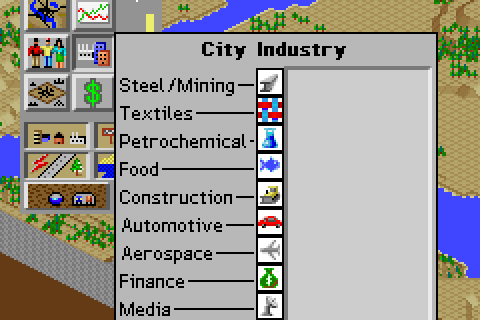 City Industry
Steel/Mining
Textiles
Petrochemical
Food
Construction
Automotive
Aerospace
Finance
Media